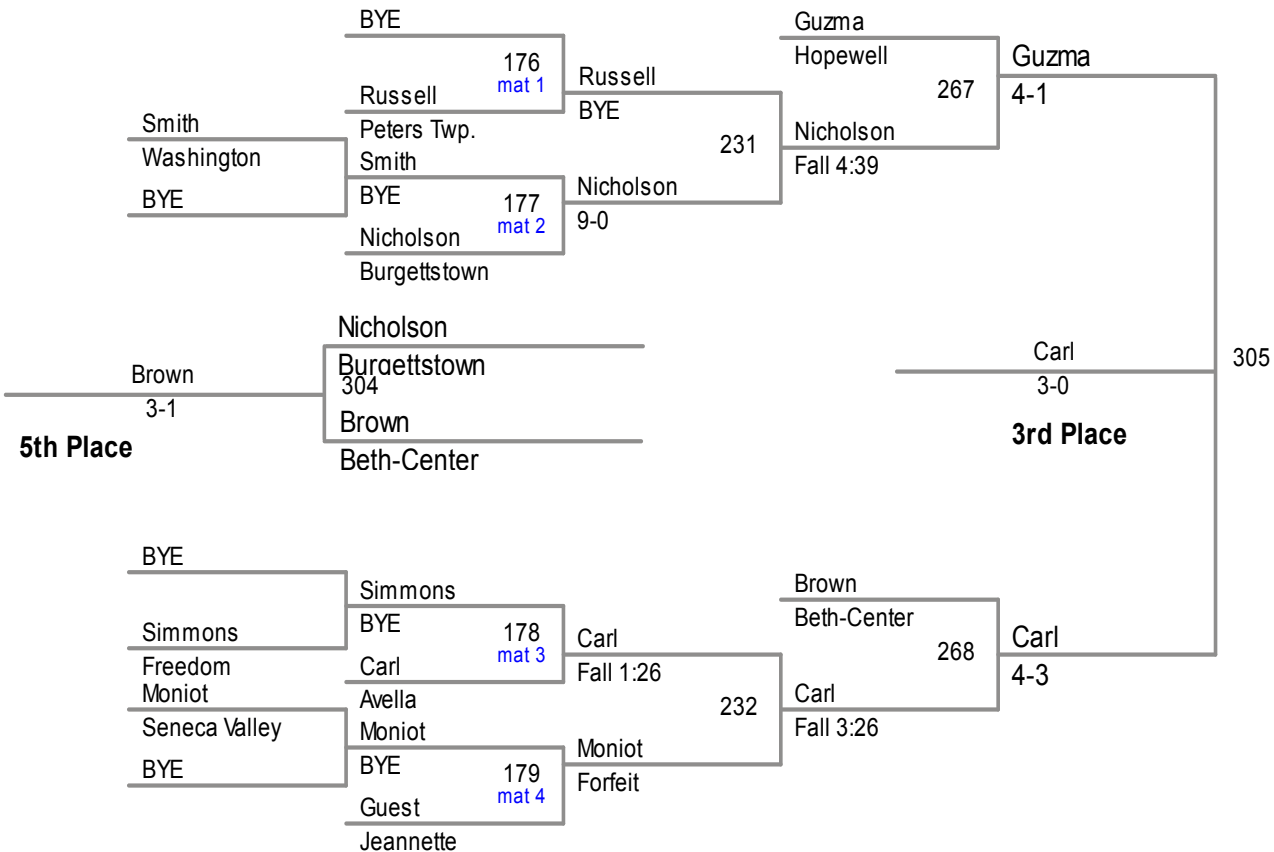 BYE
176
mat 1
Russell
Peters Twp.
Smith
Washington
BYE
Smith
BYE
177
mat 2
Nicholson
Burgettstown
Russell
BYE
231
Nicholson
9-0
Guzma
Hopewell
267
Nicholson
Fall 4:39
Guzma
4-1
Nicholson
Burgettstown
304
Brown
Beth-Center
Brown
3-1
5th Place
Carl
3-0
3rd Place
305
BYE
Simmons
Freedom
Moniot
Seneca Valley
BYE
Simmons
BYE
178
mat 3
Carl
Avella
Moniot
BYE
179
mat 4
Guest
Jeannette
Carl
Fall 1:26
232
Moniot
Forfeit
Brown
Beth-Center
268
Carl
Fall 3:26
Carl
4-3